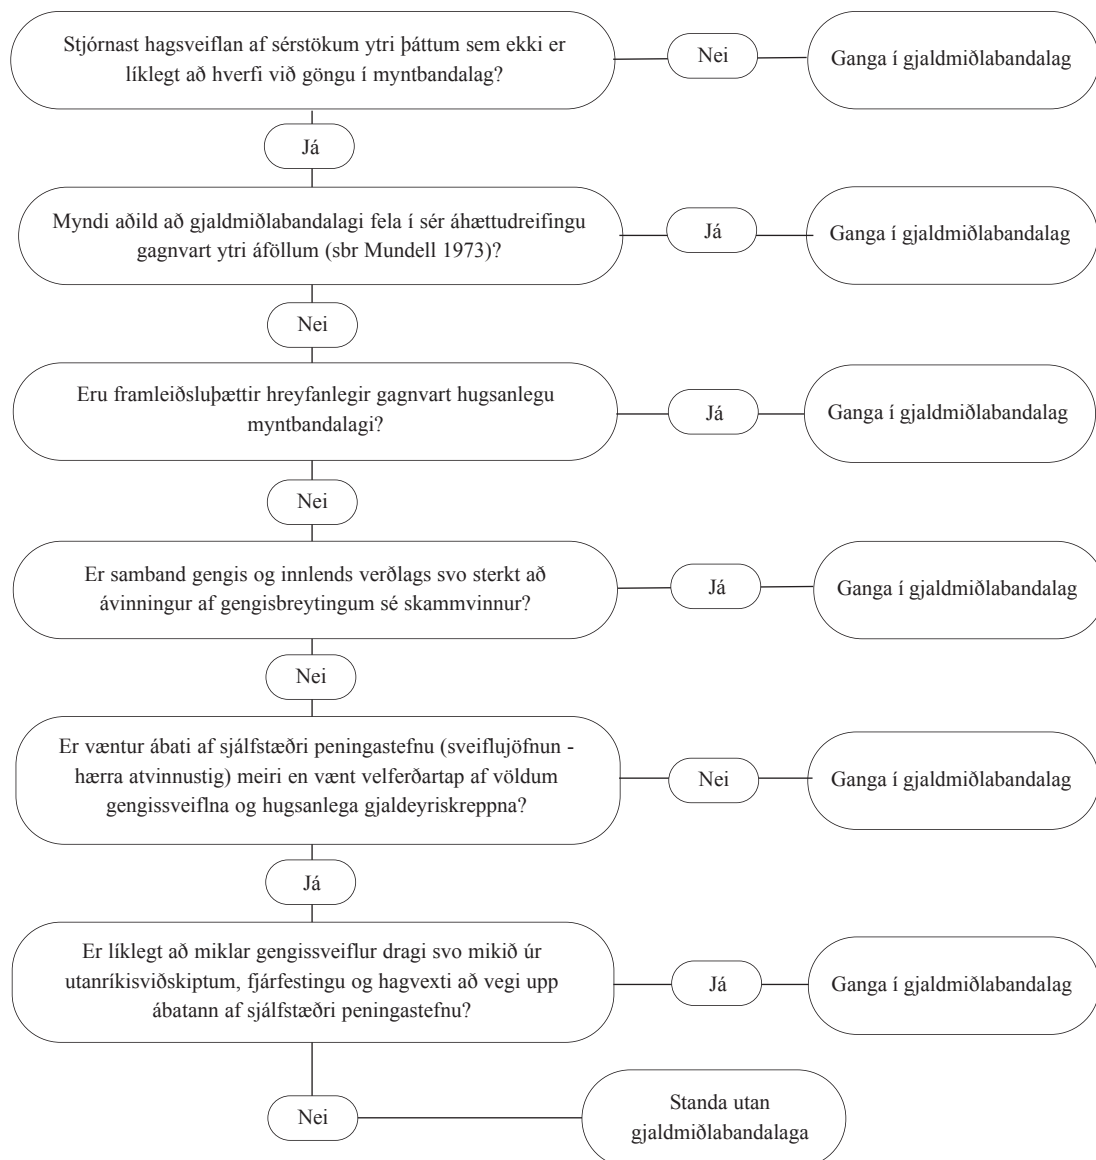 Stjórnast hagsveiflan af sérstökum ytri þáttum sem ekki er
líklegt að hverfi við göngu í myntbandalag?
Nei
Ganga í gjaldmiðlabandalag
Já
Myndi aðild að gjaldmiðlabandalagi fela í sér áhættudreifingu
gagnvart ytri áföllum (sbr Mundell 1973)?
Já
Ganga í gjaldmiðlabandalag
Nei
Eru framleiðsluþættir hreyfanlegir gagnvart hugsanlegu
myntbandalagi?
Já
Ganga í gjaldmiðlabandalag
Nei
Er samband gengis og innlends verðlags svo sterkt að
ávinningur af gengisbreytingum sé skammvinnur?
Já
Ganga í gjaldmiðlabandalag
Nei
Er væntur ábati af sjálfstæðri peningastefnu (sveiflujöfnun -
hærra atvinnustig) meiri en vænt velferðartap af völdum
gengissveiflna og hugsanlega gjaldeyriskreppna?
Nei
Ganga í gjaldmiðlabandalag
Já
Er líklegt að miklar gengissveiflur dragi svo mikið úr
utanríkisviðskiptum, fjárfestingu og hagvexti að vegi upp
ábatann af sjálfstæðri peningastefnu?
Já
Ganga í gjaldmiðlabandalag
Nei
Standa utan
gjaldmiðlabandalaga